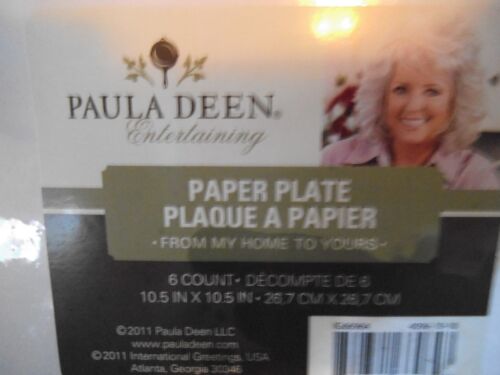 PAULA DEEN®
Entertaining
PAPER PLATE
PLAQUE A PAPIER
• FROM MY HOME TO YOURS •
6 COUNT • DÉCOMPTE DE 6
10.5 IN X 10.5 IN • 26,7 CM X 26,7 CM
©2011 Paula Deen LLC
www.pauladeen.com
©2011 International Greetings, USA
Atlanta, Georgia 30346